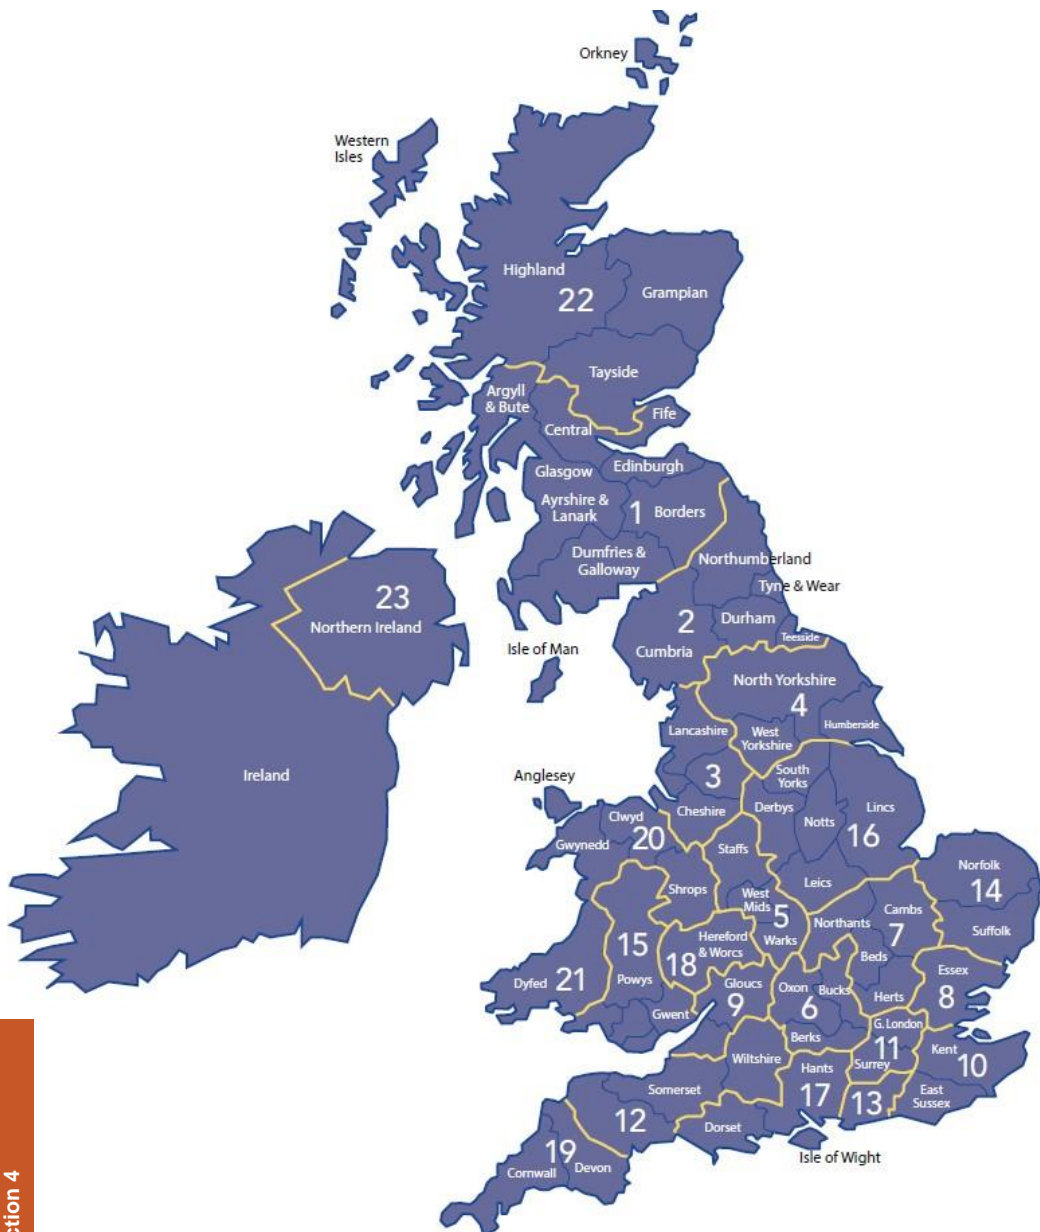 Orkney
Western
Isles
Highland
22
Grampian
Tayside
Argyll
& Bute
Fife
Central
Glasgow
Edinburgh
Ayrshire &
Lanark
1
Borders
Dumfries &
Galloway
Northumberland
Tyne & Wear
23
Northern Ireland
2
Durham
Teesside
Cumbria
Isle of Man
North Yorkshire
4
Humberside
Lancashire
West
Yorkshire
Ireland
Anglesey
3
South
Yorks
Cheshire
Derbys
Lincs
Notts
16
Clwyd
20
Gwynedd
Staffs
Shrops
Leics
West
Mids
5
Warks
Norfolk
14
Suffolk
Northants
Cambs
7
Beds
15
Powys
Hereford
& Worcs
18
Dyfed
21
Gwent
Gloucs
9
Oxon
Bucks
6
Berks
Herts
Essex
8
G. London
11
Surrey
Kent
10
East
Sussex
Wiltshire
Hants
17
13
Somerset
12
Dorset
Isle of Wight
19
Cornwall
Devon
ction 4